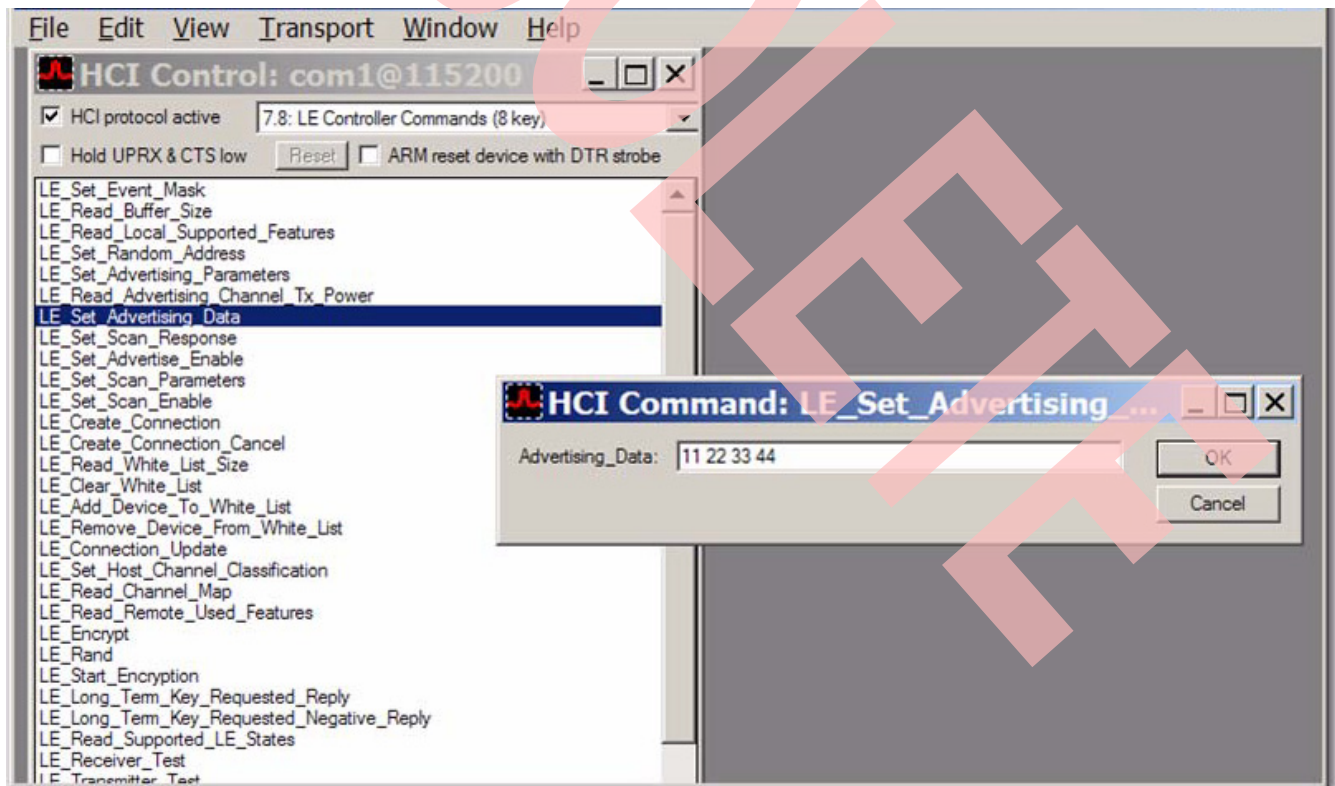 File Edit View Transport Window Help
HCI Control: com1@115200
HCI protocol active 7.8: LE Controller Commands (8 key)
Hold UPRX & CTS low Reset ARM reset device with DTR strobe
LE_Set_Event_Mask
LE_Read_Buffer_Size
LE_Read_Local_Supported_Features
LE_Set_Random_Address
LE_Set_Advertising_Parameters
LE_Read_Advertising_Channel_Tx_Power
LE_Set_Advertising_Data
LE_Set_Scan_Response
LE_Set_Advertise_Enable
LE_Set_Scan_Parameters
LE_Set_Scan_Enable
LE_Create_Connection
LE_Create_Connection_Cancel
LE_Read_White_List_Size
LE_Clear_White_List
LE_Add_Device_To_White_List
LE_Remove_Device_From_White_List
LE_Connection_Update
LE_Set_Host_Channel_Classification
LE_Read_Channel_Map
LE_Read_Remote_Used_Features
LE_Encrypt
LE_Rand
LE_Start_Encryption
LE_Long_Term_Key_Requested_Reply
LE_Long_Term_Key_Requested_Negative_Reply
LE_Read_Supported_LE_States
LE_Receiver_Test
LE_Transmitter_Test
HCI Command: LE_Set_Advertising_...
Advertising_Data: 11 22 33 44
OK
Cancel